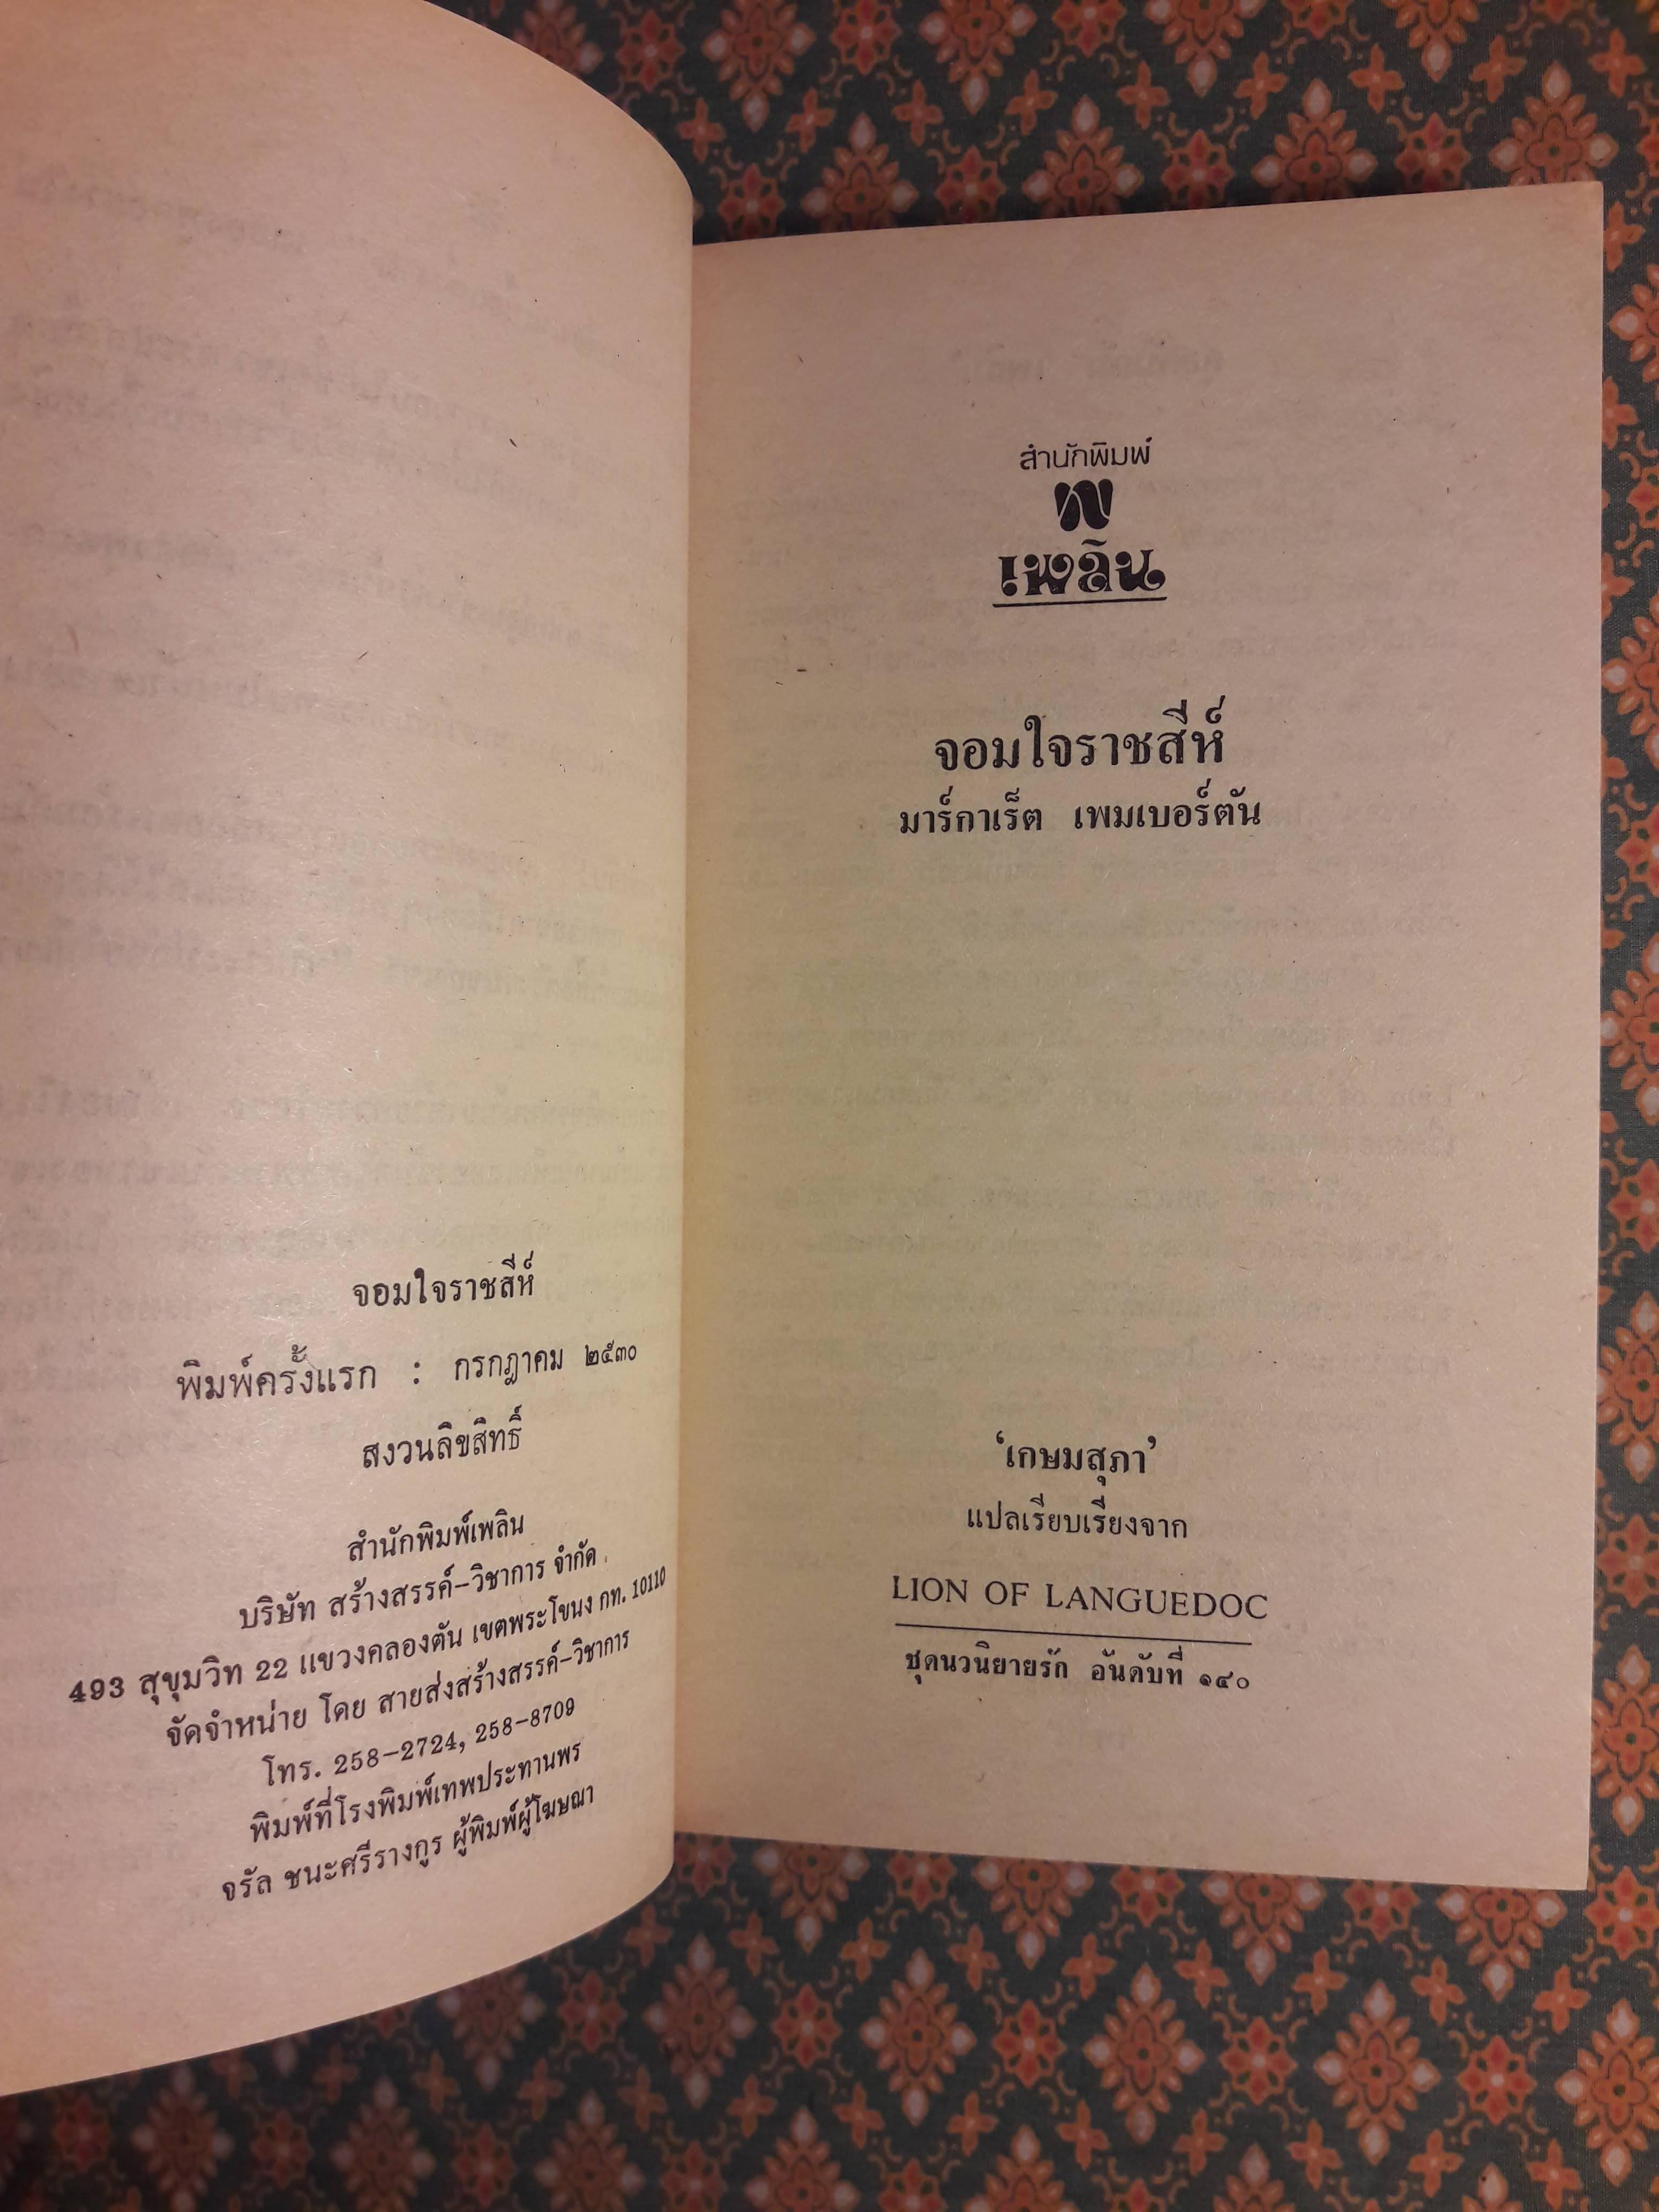 จอมใจราชสีห์
พิมพ์ครั้งแรก : กรกฎาคม ๒๕๓๐
สงวนลิขสิทธิ์
สำนักพิมพ์เพลิน
บริษัท สร้างสรรค์-วิชาการ จำกัด
493 สุขุมวิท 22 แขวงคลองตัน เขตพระโขนง กท. 10110
จัดจำหน่าย โดย สายส่งสร้างสรรค์-วิชาการ
โทร. 258-2724, 258-8709
พิมพ์ที่โรงพิมพ์เทพประทานพร
จรัล ชนะศรีรางกูร ผู้พิมพ์ผู้โฆษณา
สำนักพิมพ์
เพลิน
จอมใจราชสีห์
มาร์กาเร็ต เพมเบอร์ตัน
‘เกษมสุภา’
แปลเรียบเรียงจาก
LION OF LANGUEDOC
ชุดนวนิยายรัก อันดับที่ ๑๔๐